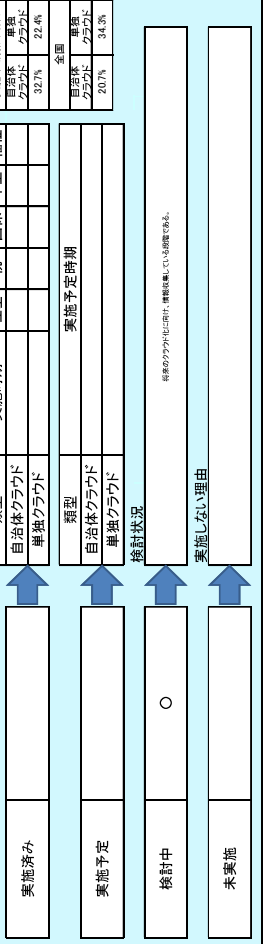 実施済み
自治体クラウド
単独クラウド
自治体
クラウド
単独
クラウド
32.7% 22.4%
全国
自治体
クラウド
単独
クラウド
20.7% 34.3%
実施予定
類型 実施予定時期
自治体クラウド
単独クラウド
検討状況
検討中 ○ 将来のクラウド化に向け、情報収集している段階である。
実施しない理由
未実施